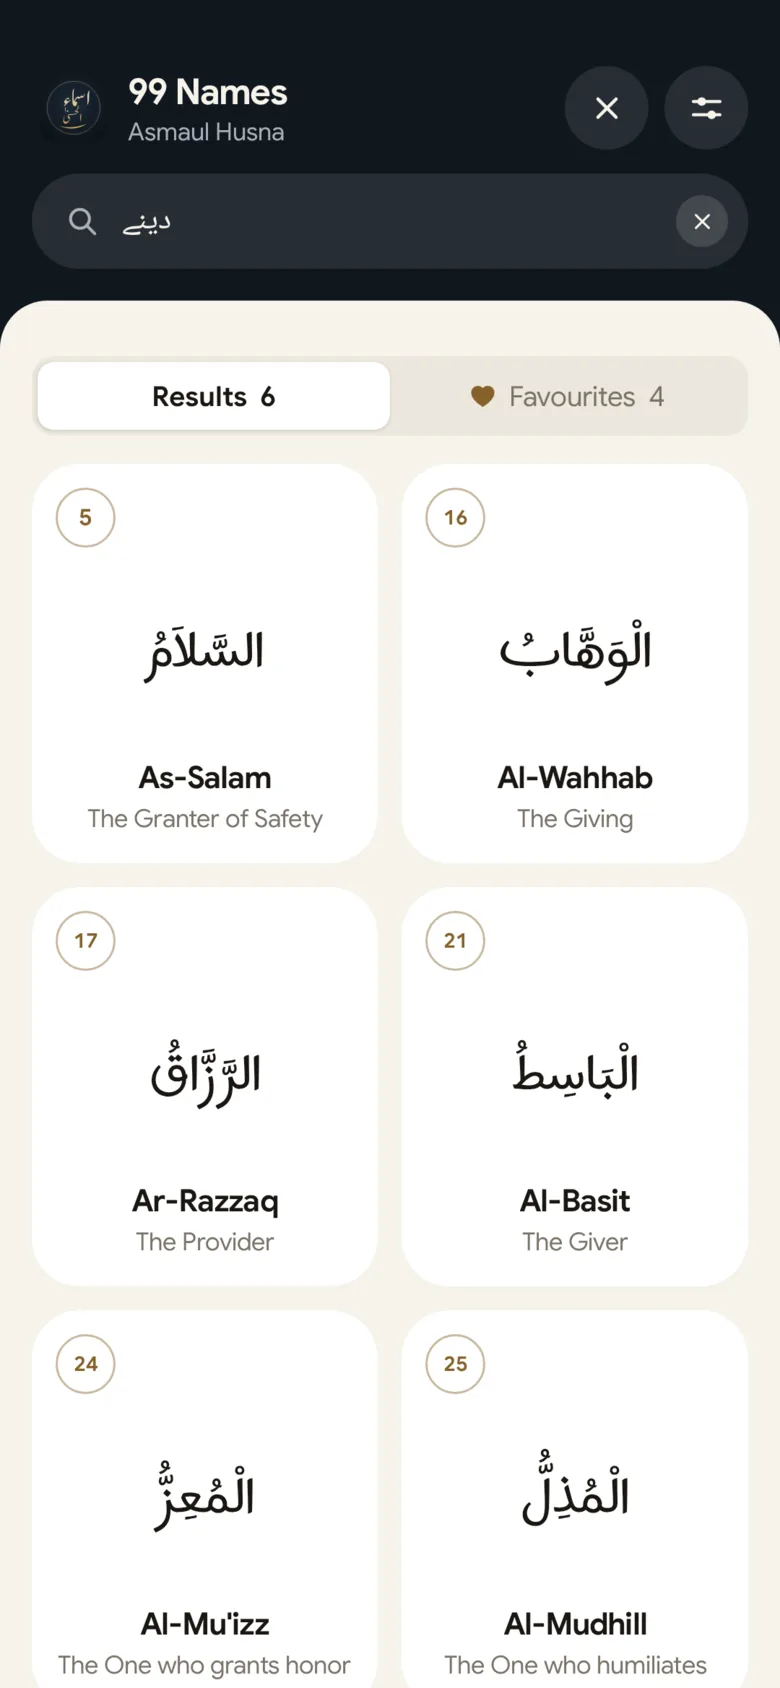 99 Names
Asmaul Husna
دینے
Results 6
Favourites 4
5
السَّلاَمُ
As-Salam
The Granter of Safety
16
الْوَهَّابُ
Al-Wahhab
The Giving
17
الرَّزَّاقُ
Ar-Razzaq
The Provider
21
الْبَاسِطُ
Al-Basit
The Giver
24
الْمُعِزُّ
Al-Mu'izz
The One who grants honor
25
الْمُذِلُّ
Al-Mudhill
The One who humiliates